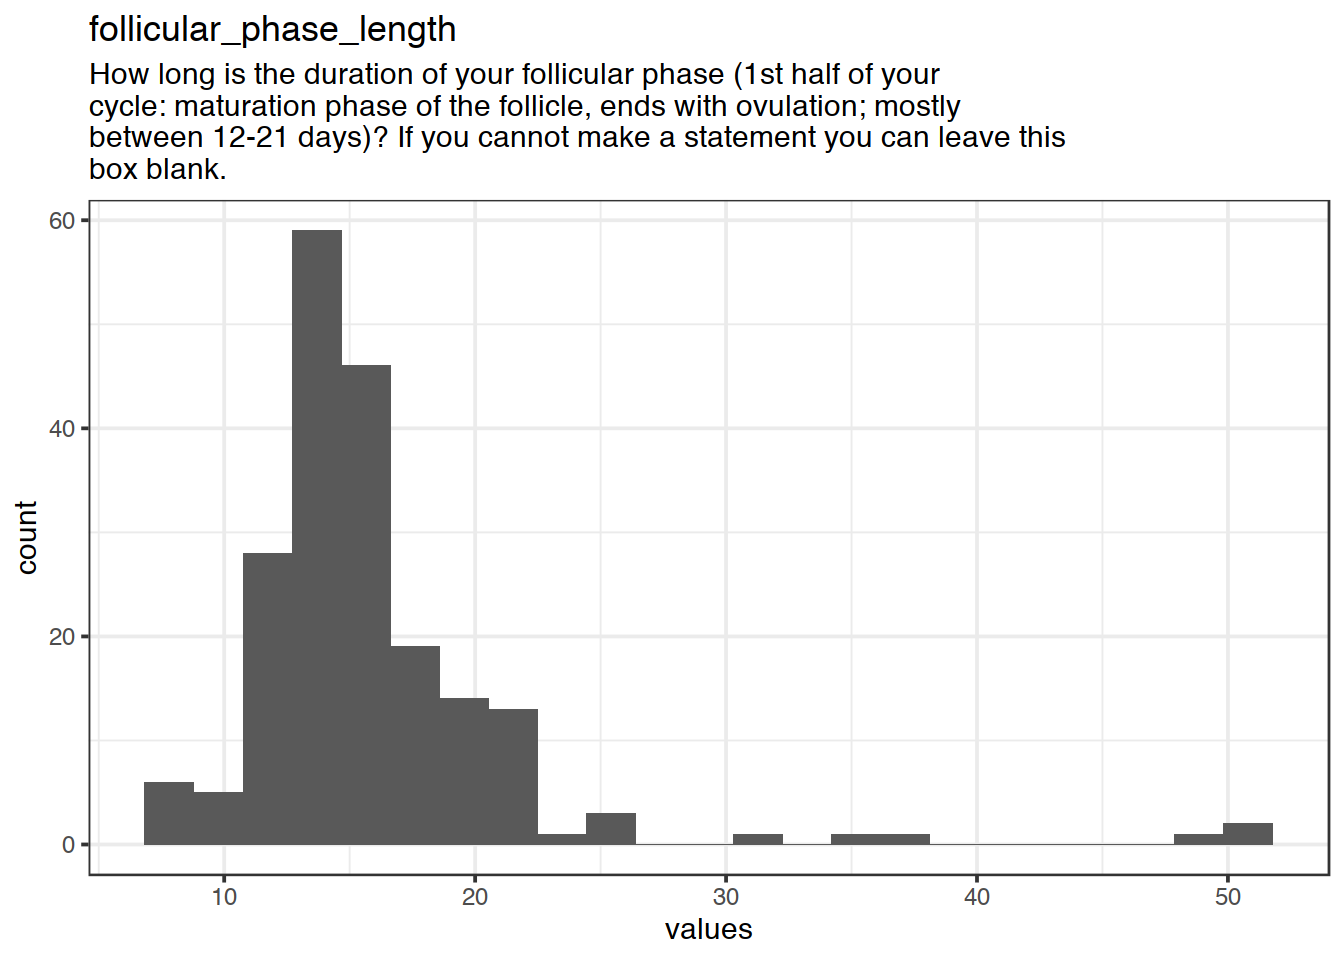 follicular_phase_length
How long is the duration of your follicular phase (1st half of your
cycle: maturation phase of the follicle, ends with ovulation; mostly
between 12-21 days)? If you cannot make a statement you can leave this
box blank.
60
40
20
0
count
10 20 30 40 50
values